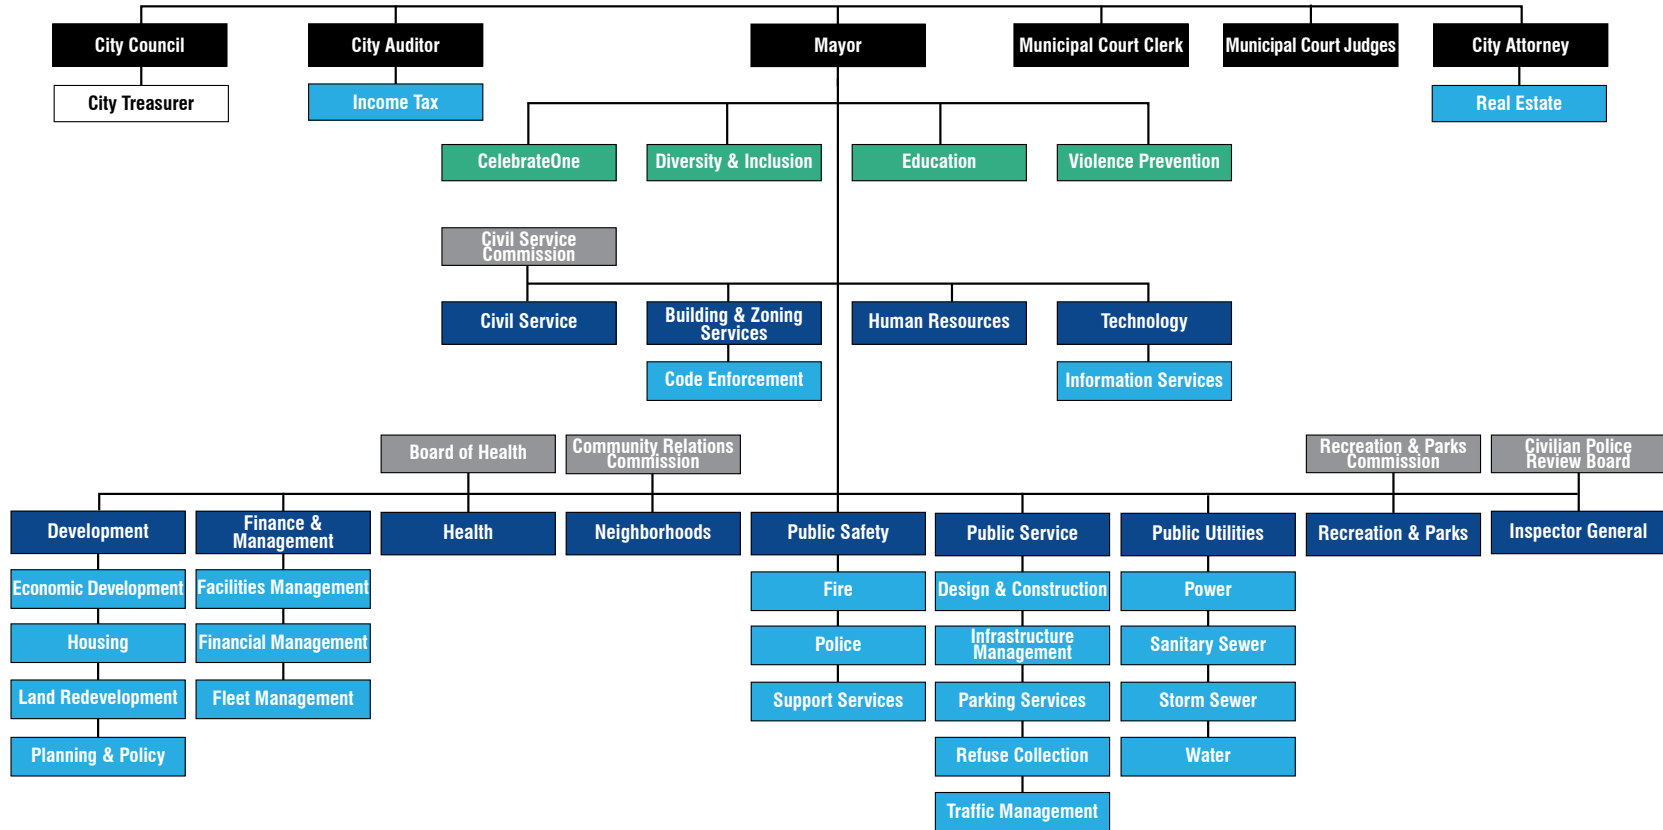 City Council
City Auditor
Mayor
Municipal Court Clerk
Municipal Court Judges
City Attorney
City Treasurer
Income Tax
Real Estate
CelebrateOne
Diversity & Inclusion
Education
Violence Prevention
Civil Service
Commission
Civil Service
Building & Zoning
Services
Human Resources
Technology
Code Enforcement
Information Services
Board of Health
Community Relations
Commission
Recreation & Parks
Commission
Civilian Police
Review Board
Development
Finance &
Management
Health
Neighborhoods
Public Safety
Public Service
Public Utilities
Recreation & Parks
Inspector General
Economic Development
Facilities Management
Fire
Design & Construction
Power
Housing
Financial Management
Police
Infrastructure
Management
Sanitary Sewer
Land Redevelopment
Fleet Management
Support Services
Parking Services
Storm Sewer
Planning & Policy
Refuse Collection
Water
Traffic Management